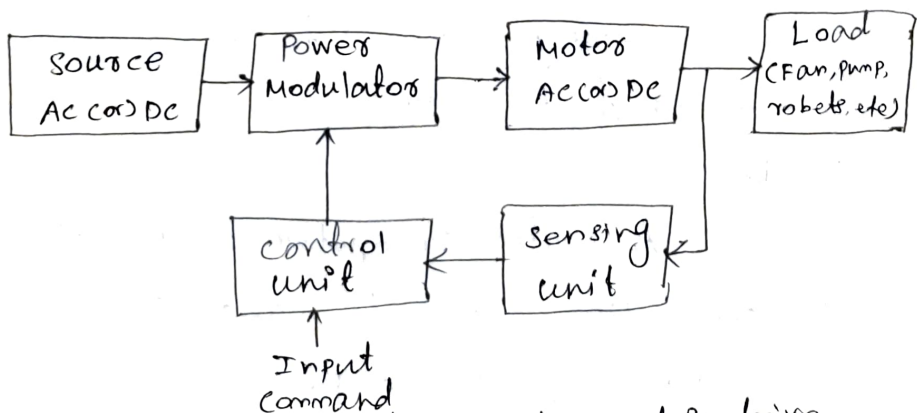 Source
AC (or) DC
Power
Modulator
Motor
AC (or) DC
Load
(Fan, pump,
robets, etc)
Control
unit
Sensing
unit
Input
Command